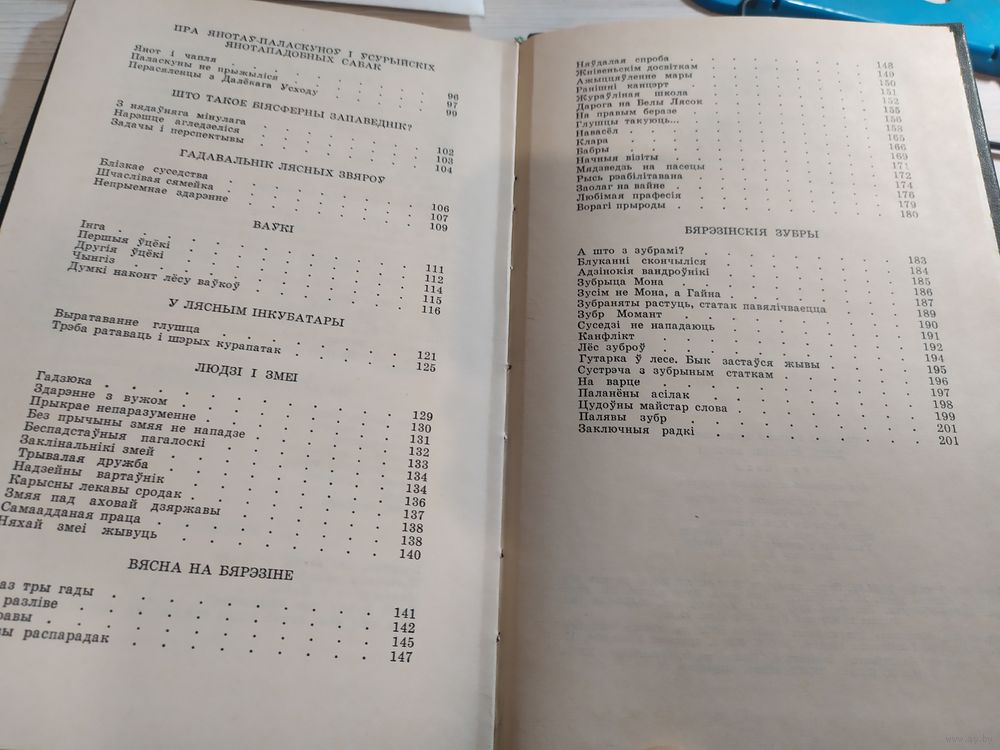 ПРА ЯНОТАЎ-ПАЛАСКУНОЎ І ЎСУРЫЙСКІХ
ЯНОТАПАДОБНЫХ САБАК
Янот і чапля 96
Паласкуны не прыжыліся 97
Перасяленцы з Далёкага Усходу 99
ШТО ТАКОЕ БІЯСФЕРНЫ ЗАПАВЕДНІК?
З нядаўняга мінулага 102
Нарэшце агледзеліся 103
Задачы і перспектывы 104
ГАДАВАЛЬНІК ЛЯСНЫХ ЗВЯРОЎ
Блізкае суседства 106
Шчаслівая сямейка 107
Непрыемнае здарэнне 109
ВАЎКІ
Інга 111
Першыя ўцёкі 112
Другія ўцёкі 114
Чынгіз 115
Думкі наконт лёсу ваўкоў 116
У ЛЯСНЫМ ІНКУБАТАРЫ
Выратаванне глушца 121
Трэба ратаваць і шэрых курапатак 125
ЛЮДЗІ І ЗМЕІ
Гадзюка 129
Здарэнне з вужом 130
Прыкрае непаразуменне 131
Без прычыны змяя не нападзе 132
Беспадстаўныя пагалоскі 133
Заклінальнікі змей 134
Трывалая дружба 134
Надзейны вартаўнік 136
Карысны лекавы сродак 137
Змяя пад аховай дзяржавы 138
Самаадданая праца 138
Няхай змеі жывуць 140
ВЯСНА НА БЯРЭЗІНЕ
аз тры гады 141
разліве 142
равы 145
вы распарадак 147
Няўдалая спроба 148
Жнівеньскім досвіткам 149
Ажыццяўленне мары 150
Ранішні канцэрт 151
Жураўліная школа 152
Дарога на Белы Лясок 155
На правым беразе 156
Глушцы такуюць... 158
Навасёл 165
Клара 166
Бабры 169
Начныя візіты 171
Мядзведзь на пасецы 172
Рысь рэабілітавана 174
Заолаг на вайне 176
Любімая прафесія 179
Ворагі прыроды 180
БЯРЭЗІНСКІЯ ЗУБРЫ
А што з зубрамі? 183
Блуканні скончыліся 184
Адзінокія вандроўнікі 185
Зубрыца Мона 186
Зусім не Мона, а Гайна 187
Зубраняты растуць, статак павялічваецца 189
Зубр Момант 190
Суседзі не нападаюць 191
Канфлікт 192
Лёс зуброў 194
Гутарка ў лесе. Бык застаўся жывы 195
Сустрэча з зубрыным статкам 196
На варце 197
Паланёны асілак 198
Цудоўны майстар слова 199
Палявы зубр 201
Заключныя радкі 201